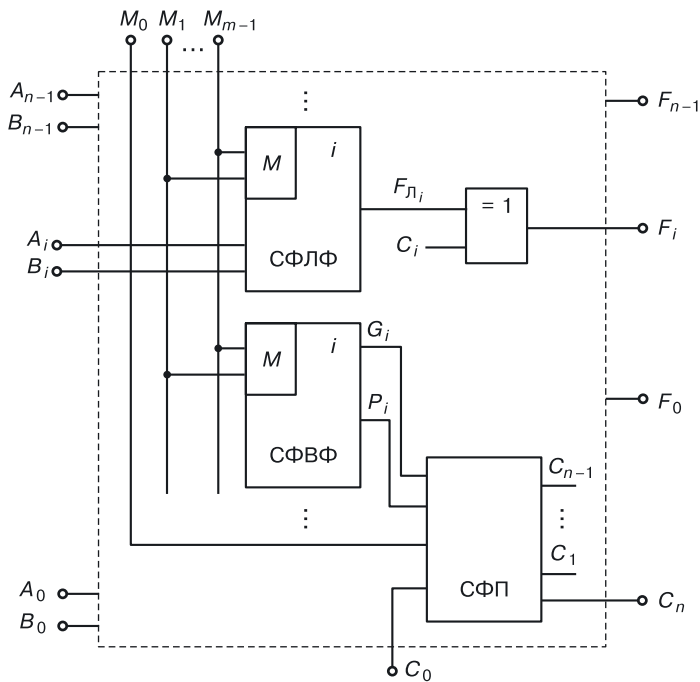 M₀ M₁ ... Mₘ₋₁
Aₙ₋₁
Bₙ₋₁
Fₙ₋₁
⋮
M i
F_Лᵢ
= 1
Aᵢ
Bᵢ
Cᵢ
Fᵢ
СФЛФ
M i
Gᵢ
Pᵢ
F₀
СФВФ
Cₙ₋₁
⋮ ⋮
C₁
A₀
СФП
Cₙ
B₀
C₀